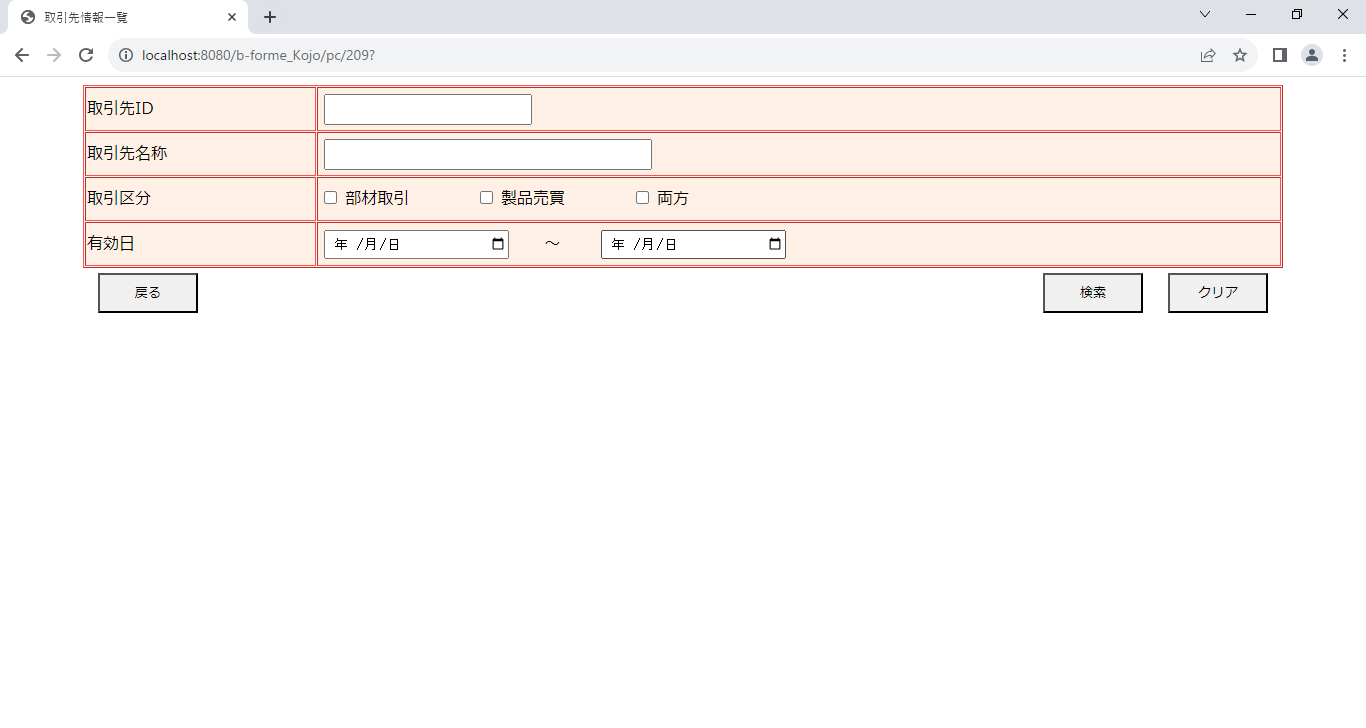 取引先情報一覧
localhost:8080/b-forme_Kojo/pc/209?
取引先ID
取引先名称
取引区分 部材取引 製品売買 両方
有効日 年 /月/日 ～ 年 /月/日
戻る 検索 クリア